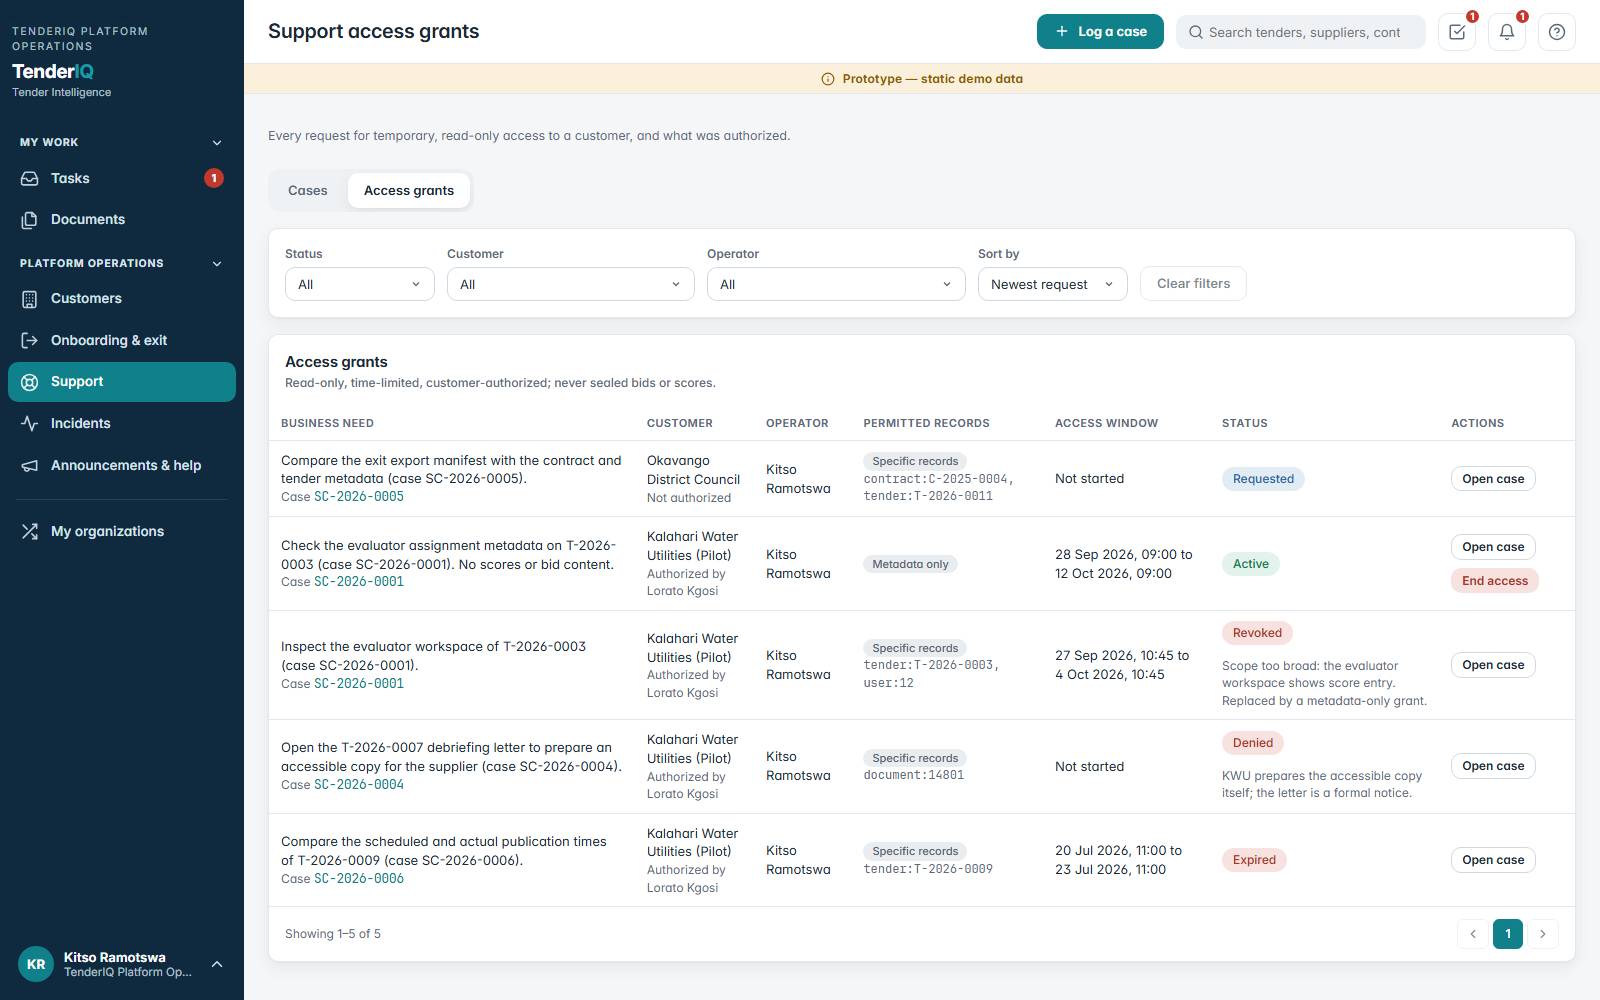 TENDERIQ PLATFORM
OPERATIONS
TenderIQ
Tender Intelligence
MY WORK
Tasks
1
Documents
PLATFORM OPERATIONS
Customers
Onboarding & exit
Support
Incidents
Announcements & help
My organizations
KR
Kitso Ramotswa
TenderIQ Platform Op...
Support access grants
Log a case
Search tenders, suppliers, cont
1
1
Prototype — static demo data
Every request for temporary, read-only access to a customer, and what was authorized.
Cases
Access grants
Status
Customer
Operator
Sort by
All
All
All
Newest request
Clear filters
Access grants
Read-only, time-limited, customer-authorized; never sealed bids or scores.
BUSINESS NEED
CUSTOMER
OPERATOR
PERMITTED RECORDS
ACCESS WINDOW
STATUS
ACTIONS
Compare the exit export manifest with the contract and
tender metadata (case SC-2026-0005).
Case SC-2026-0005
Okavango
District Council
Not authorized
Kitso
Ramotswa
Specific records
contract:C-2025-0004,
tender:T-2026-0011
Not started
Requested
Open case
Check the evaluator assignment metadata on T-2026-
0003 (case SC-2026-0001). No scores or bid content.
Case SC-2026-0001
Kalahari Water
Utilities (Pilot)
Authorized by
Lorato Kgosi
Kitso
Ramotswa
Metadata only
28 Sep 2026, 09:00 to
12 Oct 2026, 09:00
Active
Open case
End access
Inspect the evaluator workspace of T-2026-0003
(case SC-2026-0001).
Case SC-2026-0001
Kalahari Water
Utilities (Pilot)
Authorized by
Lorato Kgosi
Kitso
Ramotswa
Specific records
tender:T-2026-0003,
user:12
27 Sep 2026, 10:45 to
4 Oct 2026, 10:45
Revoked
Scope too broad: the evaluator
workspace shows score entry.
Replaced by a metadata-only grant.
Open case
Open the T-2026-0007 debriefing letter to prepare an
accessible copy for the supplier (case SC-2026-0004).
Case SC-2026-0004
Kalahari Water
Utilities (Pilot)
Authorized by
Lorato Kgosi
Kitso
Ramotswa
Specific records
document:14801
Not started
Denied
KWU prepares the accessible copy
itself; the letter is a formal notice.
Open case
Compare the scheduled and actual publication times
of T-2026-0009 (case SC-2026-0006).
Case SC-2026-0006
Kalahari Water
Utilities (Pilot)
Authorized by
Lorato Kgosi
Kitso
Ramotswa
Specific records
tender:T-2026-0009
20 Jul 2026, 11:00 to
23 Jul 2026, 11:00
Expired
Open case
Showing 1–5 of 5
1